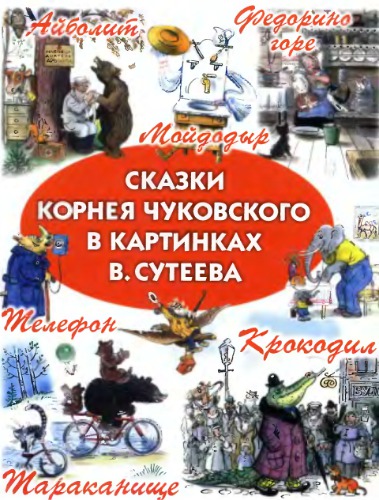 Айболит
Федорино
горе
Мойдодыр
СКАЗКИ
КОРНЕЯ ЧУКОВСКОГО
В КАРТИНКАХ
В. СУТЕЕВА
Телефон
Крокодил
Тараканище